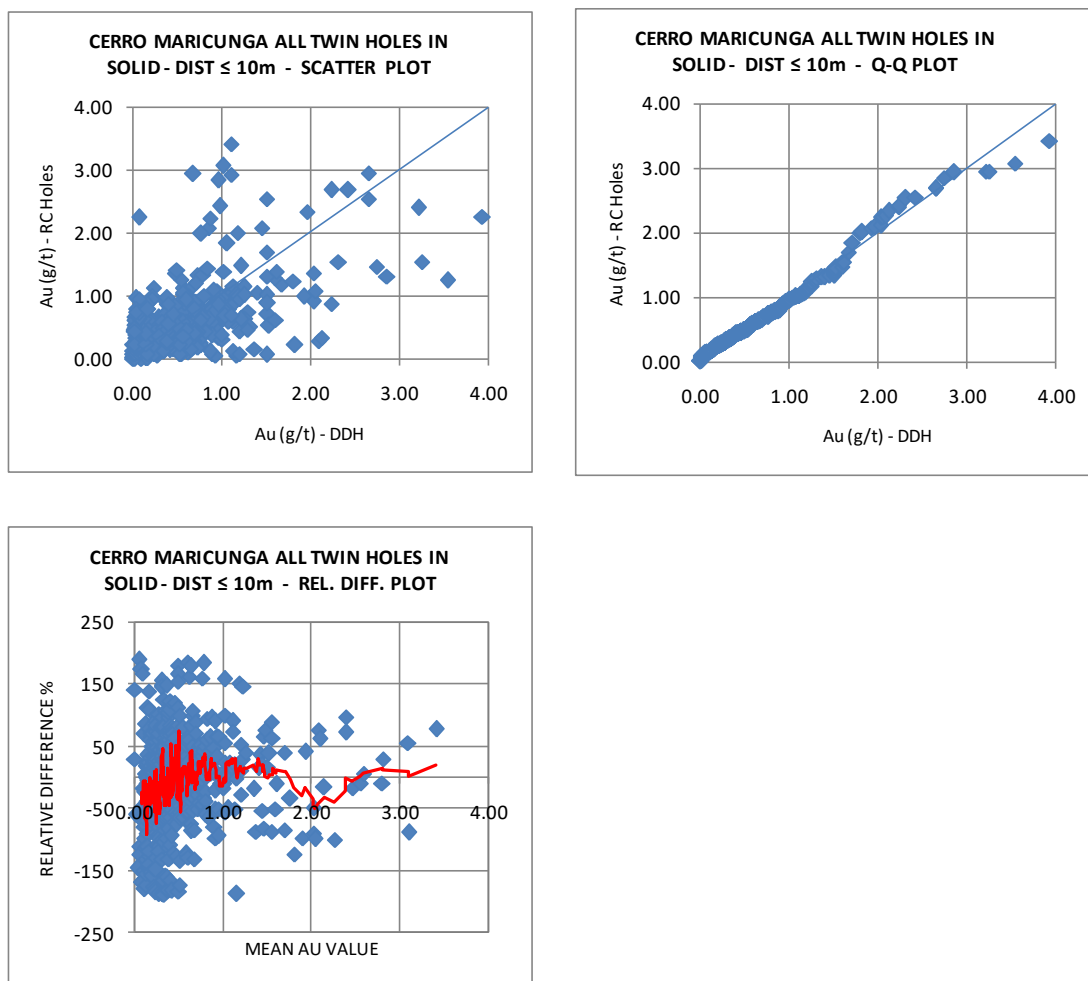 CERRO MARICUNGA ALL TWIN HOLES IN
SOLID - DIST ≤ 10m - SCATTER PLOT
4.00
3.00
2.00
1.00
0.00
0.00 1.00 2.00 3.00 4.00
Au (g/t) - RC Holes
Au (g/t) - DDH
CERRO MARICUNGA ALL TWIN HOLES IN
SOLID - DIST ≤ 10m - Q-Q PLOT
4.00
3.00
2.00
1.00
0.00
0.00 1.00 2.00 3.00 4.00
Au (g/t) - RC Holes
Au (g/t) - DDH
CERRO MARICUNGA ALL TWIN HOLES IN
SOLID - DIST ≤ 10m - REL. DIFF. PLOT
250
150
50
-50
0.00 1.00 2.00 3.00 4.00
-150
-250
RELATIVE DIFFERENCE %
MEAN AU VALUE